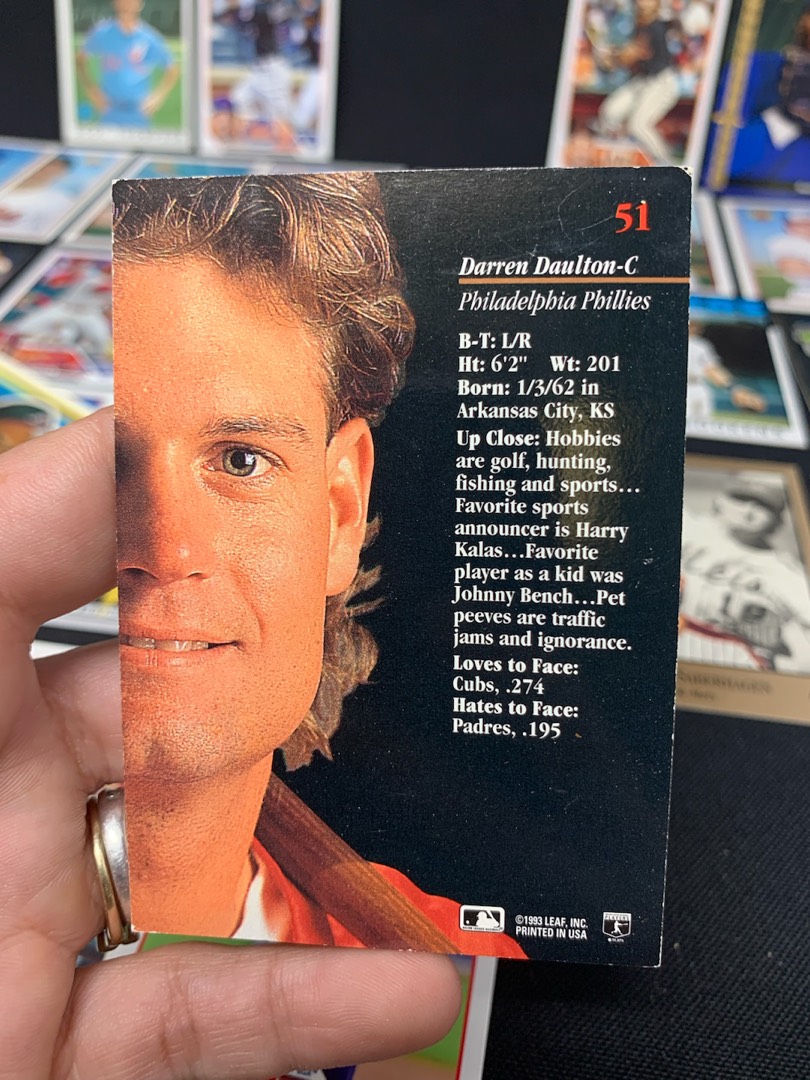 51
Darren Daulton-C
Philadelphia Phillies
B-T: L/R
Ht: 6'2" Wt: 201
Born: 1/3/62 in
Arkansas City, KS
Up Close: Hobbies
are golf, hunting,
fishing and sports...
Favorite sports
announcer is Harry
Kalas...Favorite
player as a kid was
Johnny Bench...Pet
peeves are traffic
jams and ignorance.
Loves to Face:
Cubs, .274
Hates to Face:
Padres, .195
©1993 LEAF, INC.
PRINTED IN USA
PLAYERS